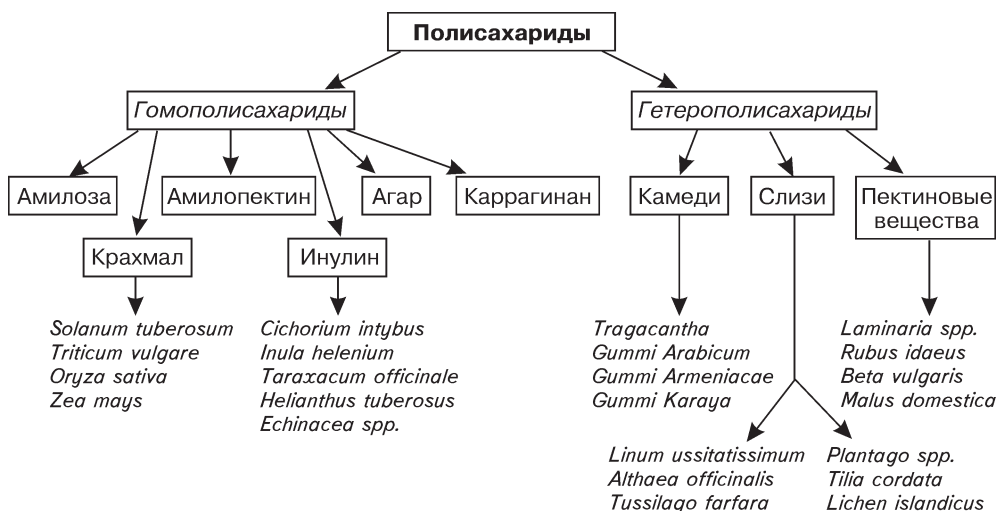 Полисахариды
Гомополисахариды
Гетерополисахариды
Амилоза
Амилопектин
Агар
Каррагинан
Камеди
Слизи
Пектиновые
вещества
Крахмал
Инулин
Solanum tuberosum
Triticum vulgare
Oryza sativa
Zea mays
Cichorium intybus
Inula helenium
Taraxacum officinale
Helianthus tuberosus
Echinacea spp.
Tragacantha
Gummi Arabicum
Gummi Armeniacae
Gummi Karaya
Laminaria spp.
Rubus idaeus
Beta vulgaris
Malus domestica
Linum ussitatissimum
Althaea officinalis
Tussilago farfara
Plantago spp.
Tilia cordata
Lichen islandicus